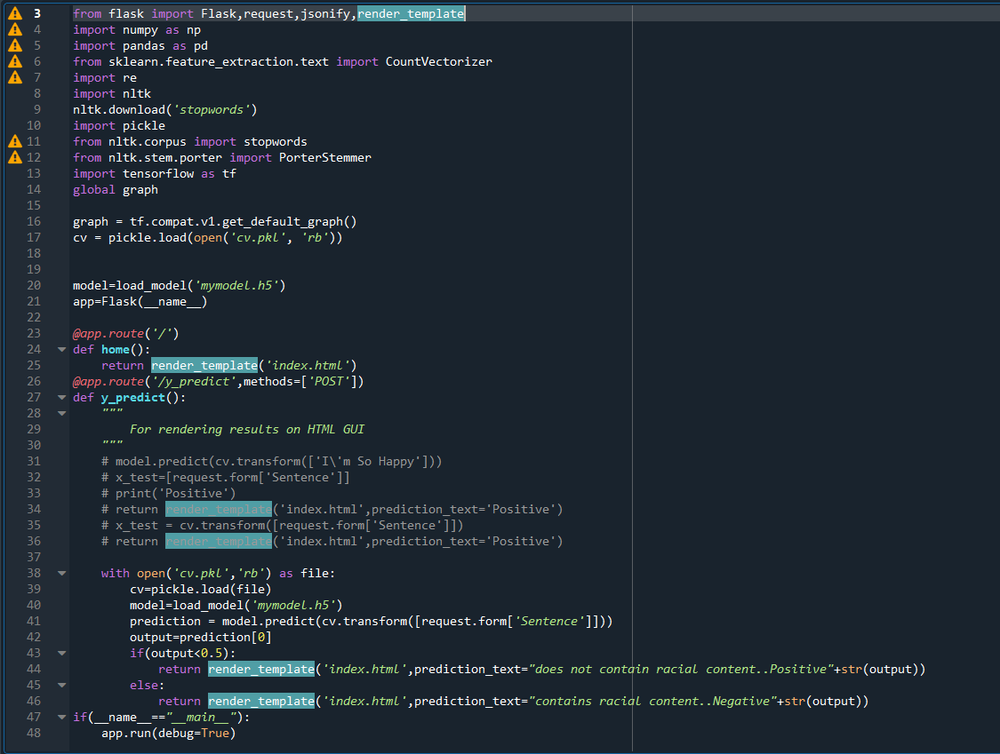 3 from flask import Flask,request,jsonify,render_template
4 import numpy as np
5 import pandas as pd
6 from sklearn.feature_extraction.text import CountVectorizer
7 import re
8 import nltk
9 nltk.download('stopwords')
10 import pickle
11 from nltk.corpus import stopwords
12 from nltk.stem.porter import PorterStemmer
13 import tensorflow as tf
14 global graph
15
16 graph = tf.compat.v1.get_default_graph()
17 cv = pickle.load(open('cv.pkl', 'rb'))
18
19
20 model=load_model('mymodel.h5')
21 app=Flask(__name__)
22
23 @app.route('/')
24 def home():
25     return render_template('index.html')
26 @app.route('/y_predict',methods=['POST'])
27 def y_predict():
28     """
29         For rendering results on HTML GUI
30     """
31     # model.predict(cv.transform(['I\'m So Happy']))
32     # x_test=[request.form['Sentence']]
33     # print('Positive')
34     # return render_template('index.html',prediction_text='Positive')
35     # x_test = cv.transform([request.form['Sentence']])
36     # return render_template('index.html',prediction_text='Positive')
37
38     with open('cv.pkl','rb') as file:
39         cv=pickle.load(file)
40         model=load_model('mymodel.h5')
41         prediction = model.predict(cv.transform([request.form['Sentence']]))
42         output=prediction[0]
43         if(output<0.5):
44             return render_template('index.html',prediction_text="does not contain racial content..Positive"+str(output))
45         else:
46             return render_template('index.html',prediction_text="contains racial content..Negative"+str(output))
47 if(__name__=="__main__"):
48     app.run(debug=True)